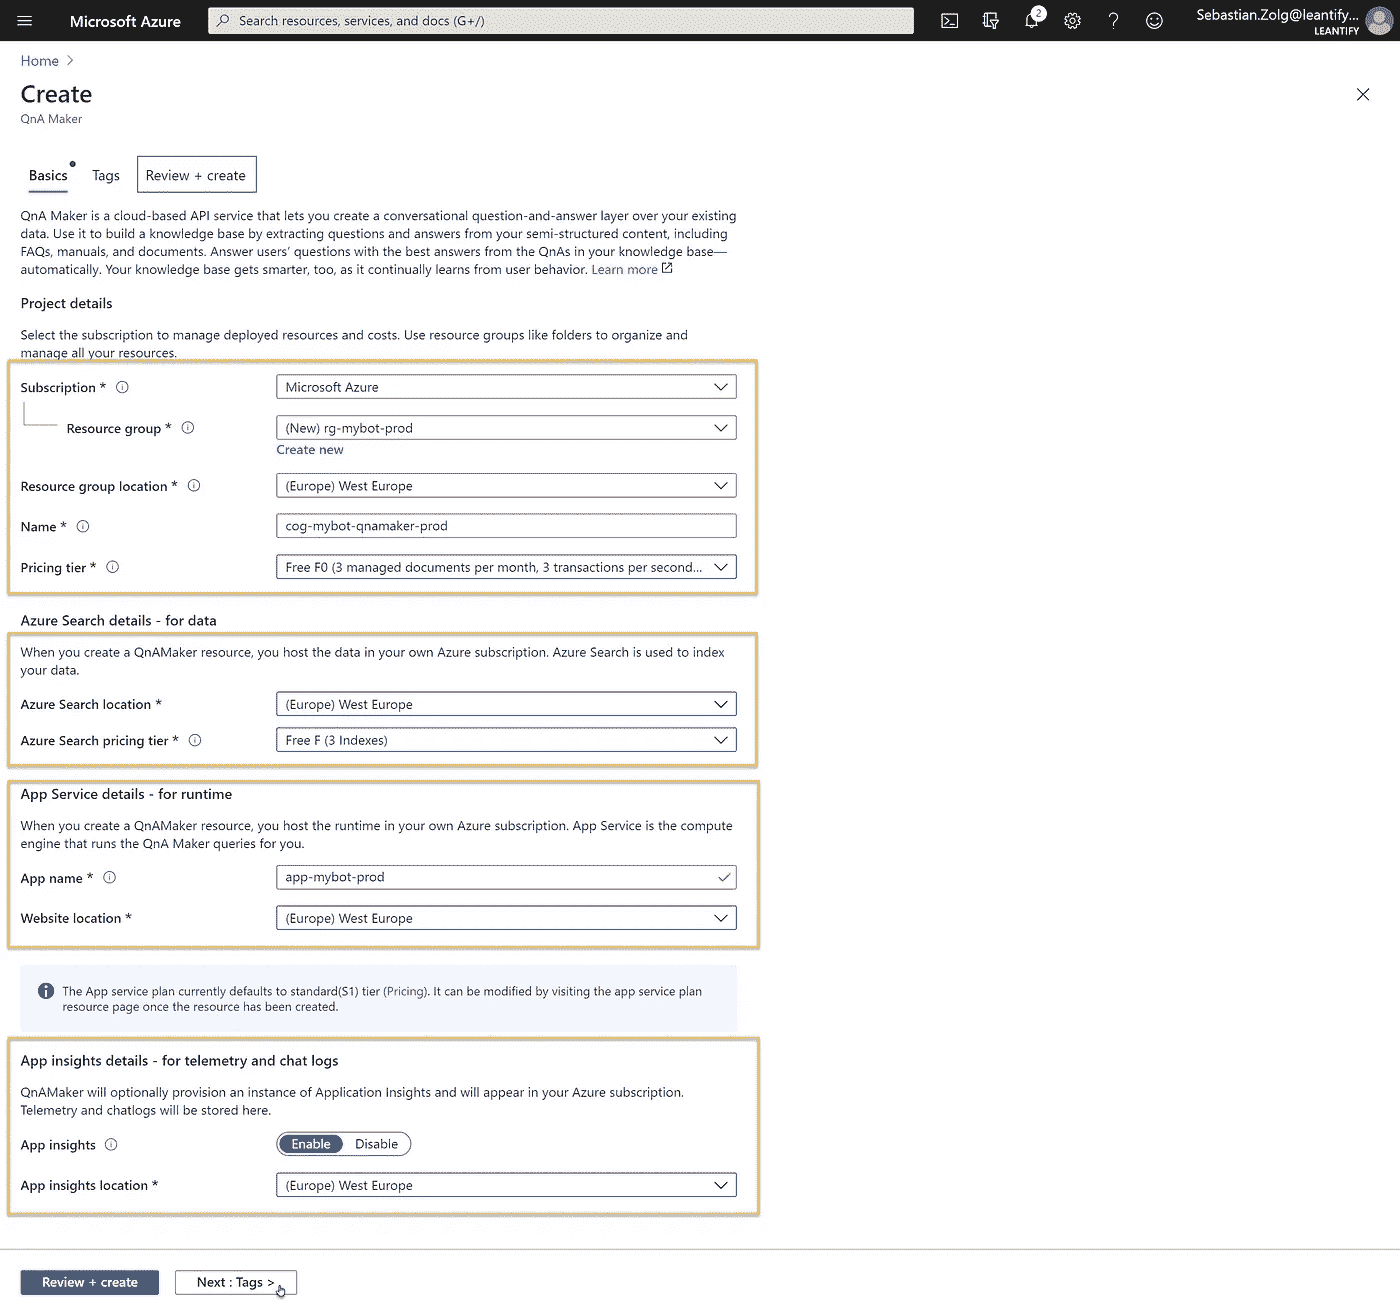 Microsoft Azure
Search resources, services, and docs (G+/)
2
Sebastian.Zolg@leantify...
LEANTIFY
Home >
Create
QnA Maker
Basics
Tags
Review + create
QnA Maker is a cloud-based API service that lets you create a conversational question-and-answer layer over your existing
data. Use it to build a knowledge base by extracting questions and answers from your semi-structured content, including
FAQs, manuals, and documents. Answer users' questions with the best answers from the QnAs in your knowledge base—
automatically. Your knowledge base gets smarter, too, as it continually learns from user behavior. Learn more
Project details
Select the subscription to manage deployed resources and costs. Use resource groups like folders to organize and
manage all your resources.
Subscription *
Microsoft Azure
Resource group *
(New) rg-mybot-prod
Create new
Resource group location *
(Europe) West Europe
Name *
cog-mybot-qnamaker-prod
Pricing tier *
Free F0 (3 managed documents per month, 3 transactions per second...
Azure Search details - for data
When you create a QnAMaker resource, you host the data in your own Azure subscription. Azure Search is used to index
your data.
Azure Search location *
(Europe) West Europe
Azure Search pricing tier *
Free F (3 Indexes)
App Service details - for runtime
When you create a QnAMaker resource, you host the runtime in your own Azure subscription. App Service is the compute
engine that runs the QnA Maker queries for you.
App name *
app-mybot-prod
Website location *
(Europe) West Europe
The App service plan currently defaults to standard(S1) tier (Pricing). It can be modified by visiting the app service plan
resource page once the resource has been created.
App insights details - for telemetry and chat logs
QnAMaker will optionally provision an instance of Application Insights and will appear in your Azure subscription.
Telemetry and chatlogs will be stored here.
App insights
Enable
Disable
App insights location *
(Europe) West Europe
Review + create
Next : Tags >